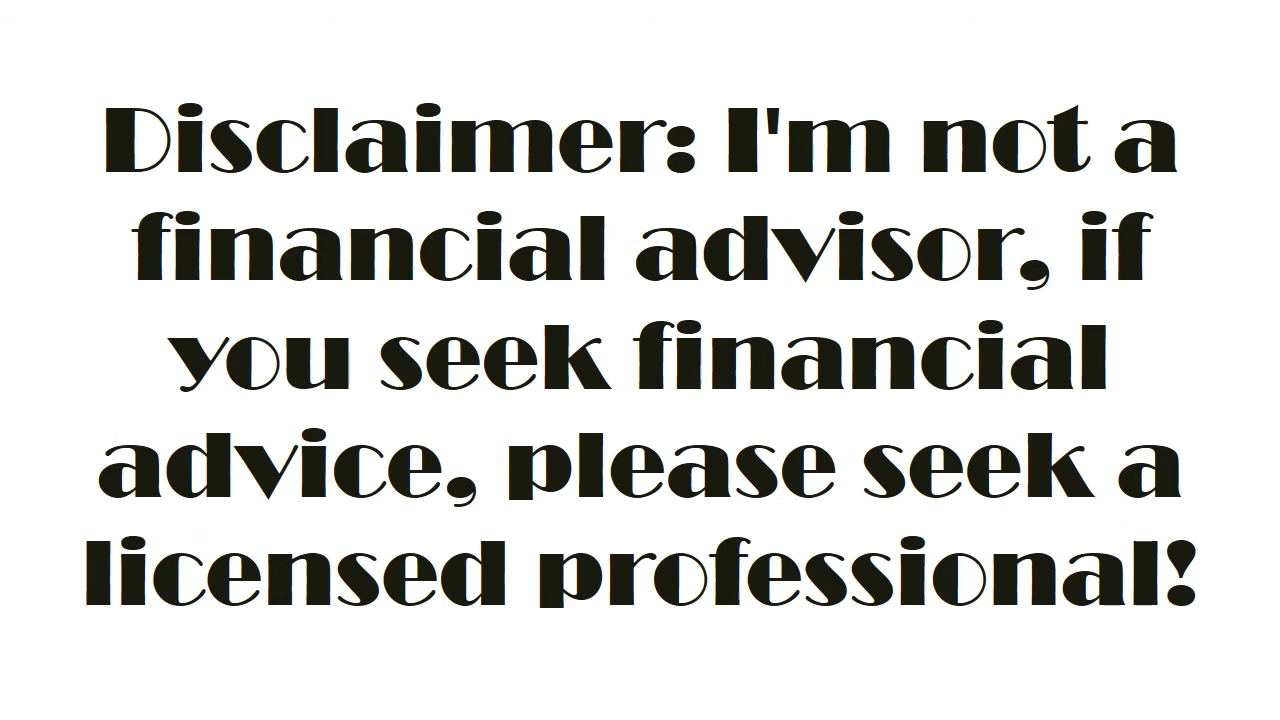 Disclaimer: I'm not a
financial advisor, if
you seek financial
advice, please seek a
licensed professional!